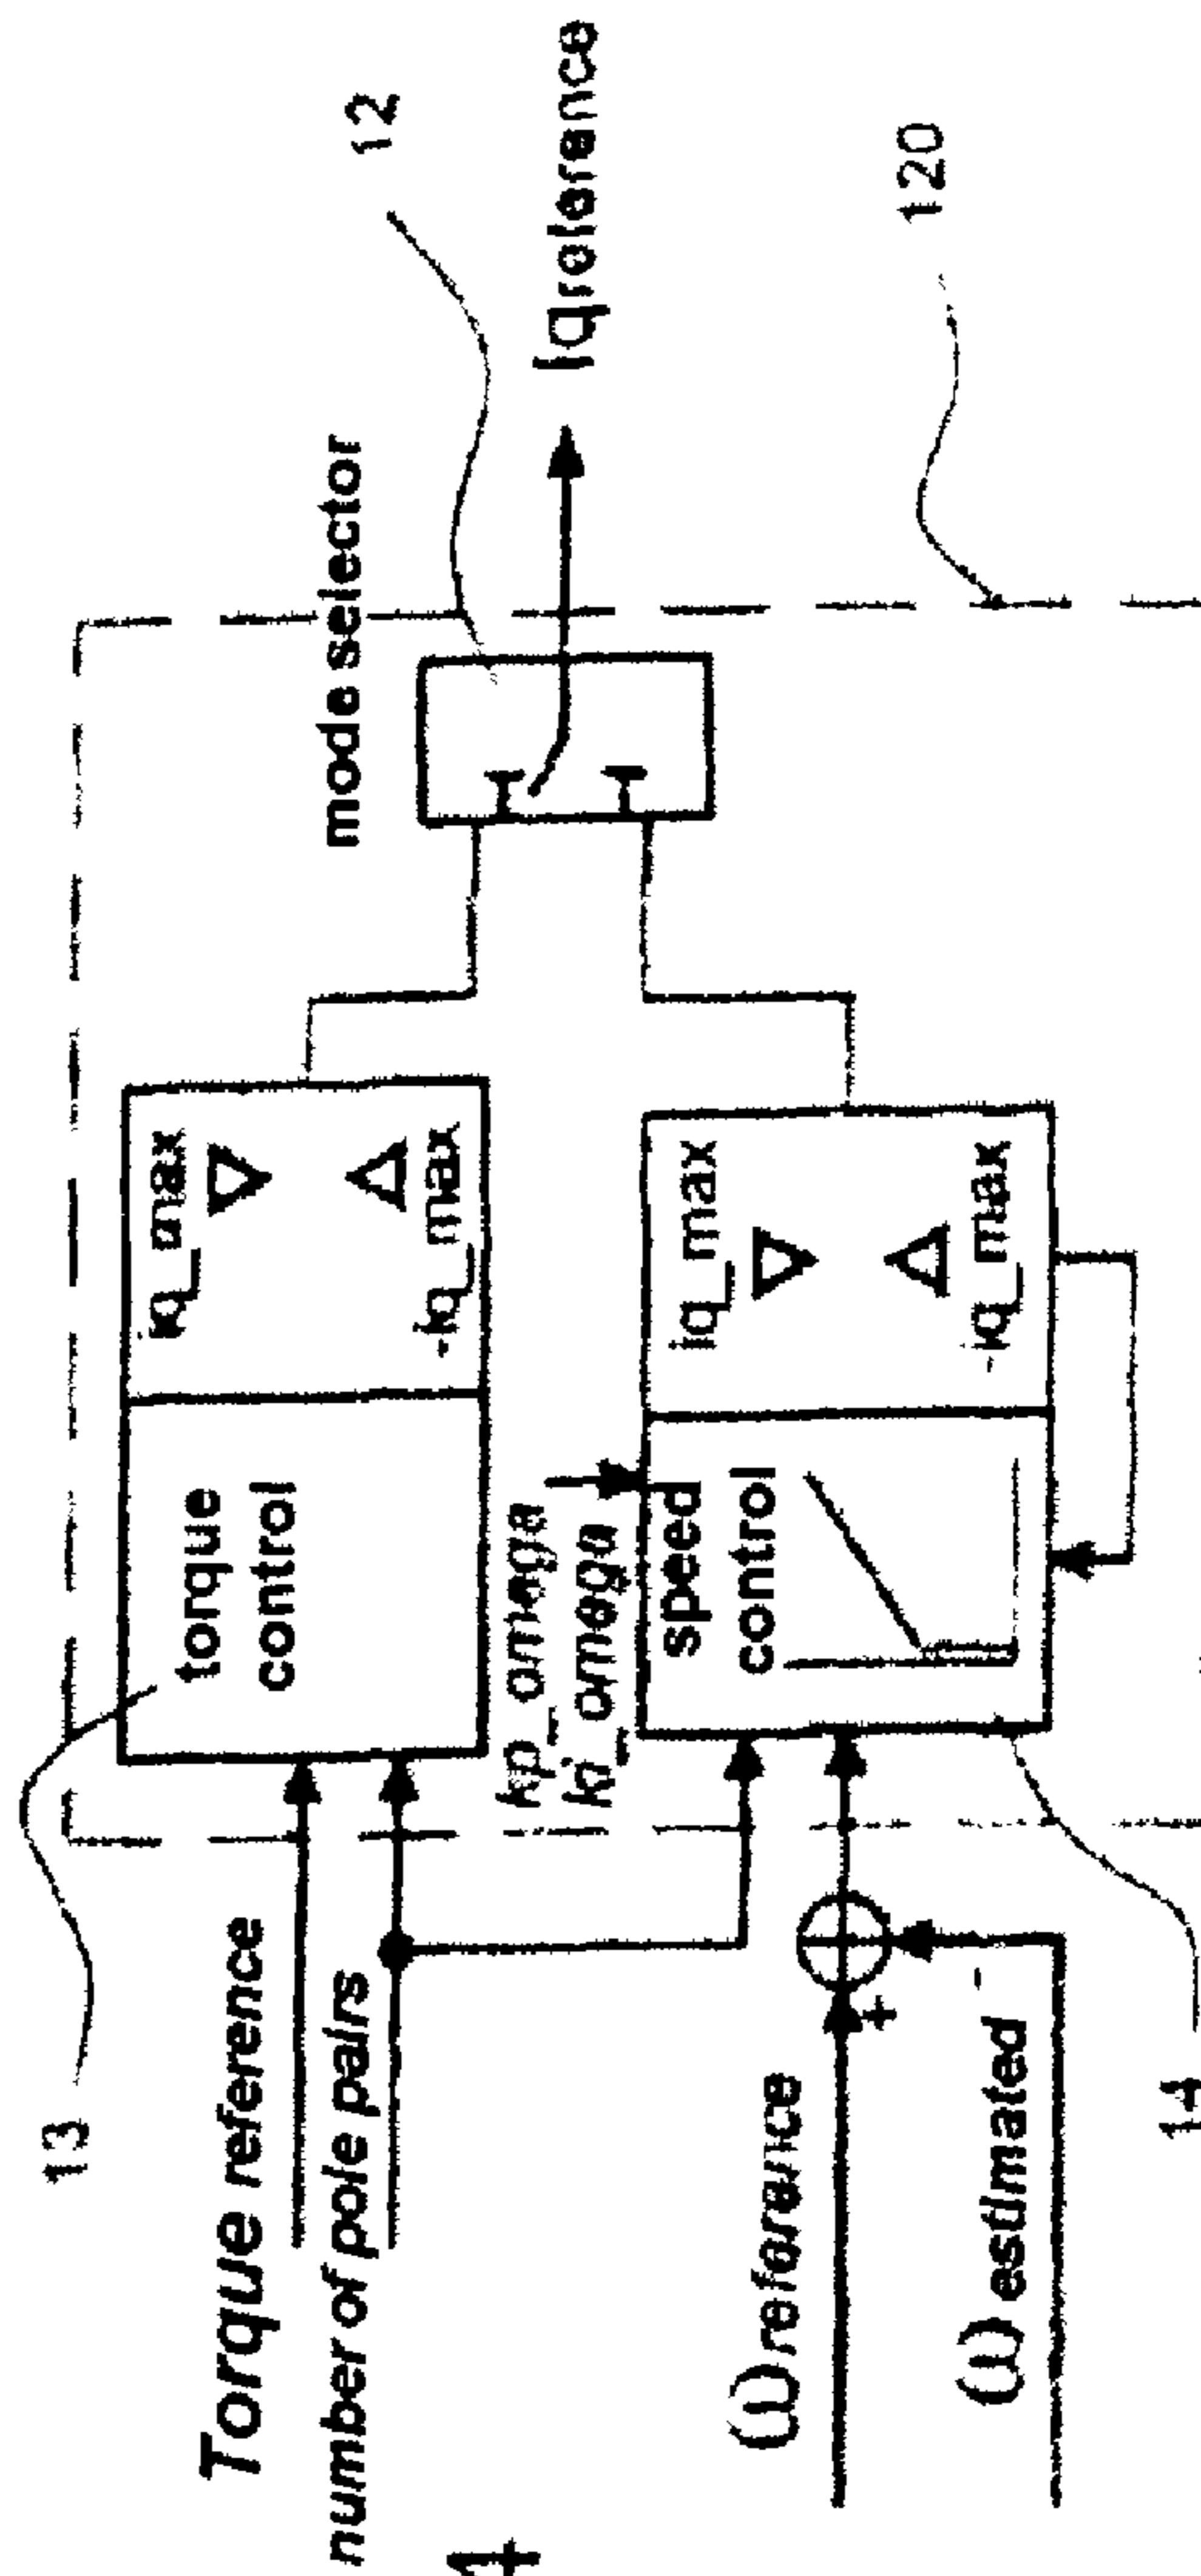 13
Torque reference
number of pole pairs
torque
control
iq_max
-iq_max
mode selector
12
Iqreference
kp_omega
ki_omega
speed
control
iq_max
-iq_max
ω reference
+
-
ω estimated
14
120
4